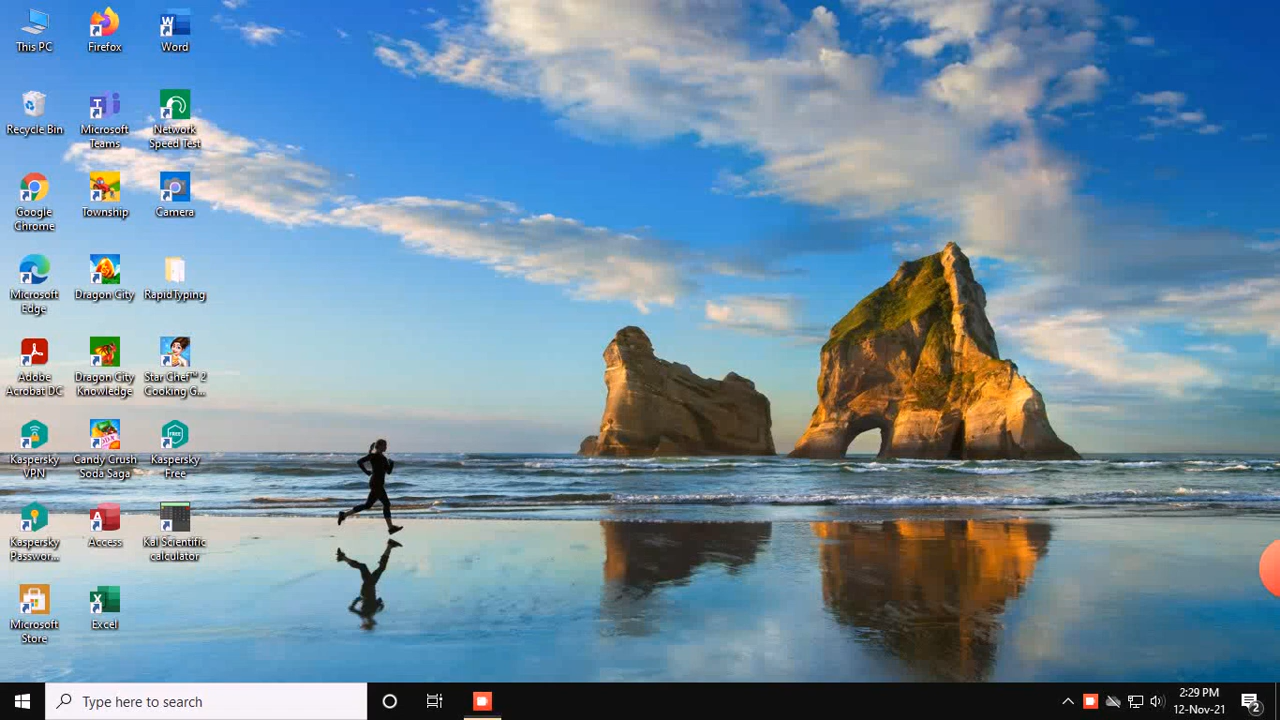 This PC
Firefox
Word
Recycle Bin
Microsoft
Teams
Network
Speed Test
Google
Chrome
Township
Camera
Microsoft
Edge
Dragon City
RapidTyping
Adobe
Acrobat DC
Dragon City
Knowledge
Star Chef™ 2
Cooking G...
Kaspersky
VPN
Candy Crush
Soda Saga
Kaspersky
Free
Kaspersky
Passwor...
Access
Kal Scientific
calculator
Microsoft
Store
Excel
Type here to search
2:29 PM
12-Nov-21
2